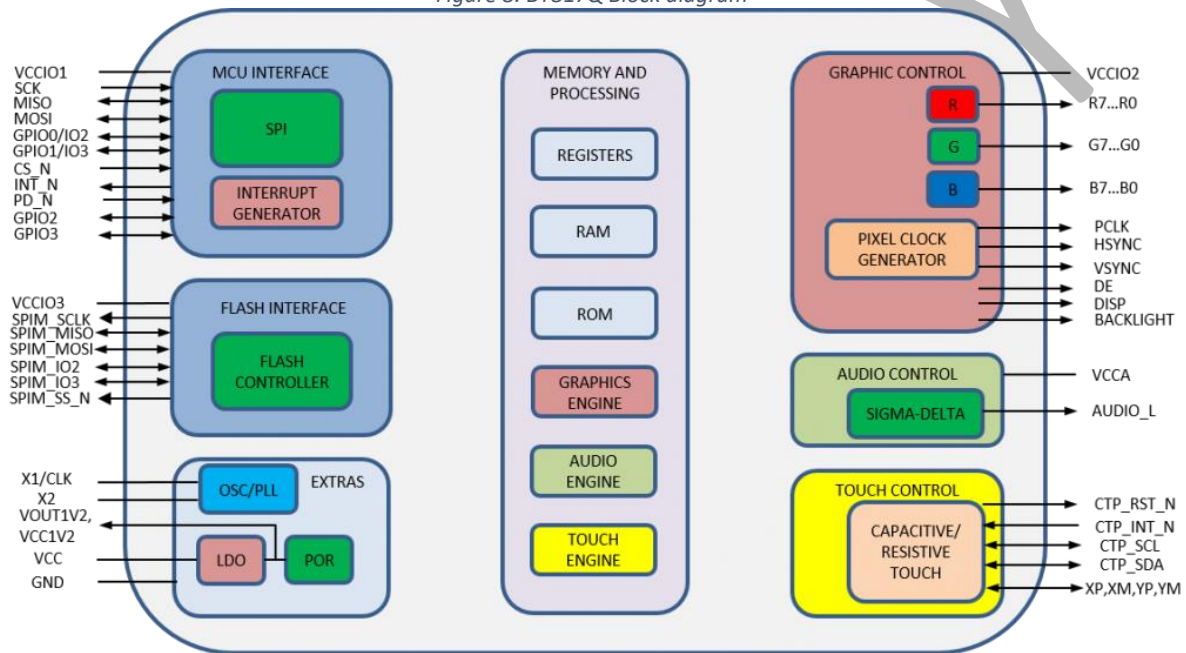 Figure BT817Q Block diagram
VCCIO1
SCK
MISO
MOSI
GPIO0/IO2
GPIO1/IO3
CS_N
INT_N
PD_N
GPIO2
GPIO3
MCU INTERFACE
SPI
INTERRUPT
GENERATOR
VCCIO3
SPIM_SCLK
SPIM_MISO
SPIM_MOSI
SPIM_IO2
SPIM_IO3
SPIM_SS_N
FLASH INTERFACE
FLASH
CONTROLLER
X1/CLK
X2
VOUT1V2,
VCC1V2
VCC
GND
OSC/PLL
EXTRAS
LDO
POR
MEMORY AND
PROCESSING
REGISTERS
RAM
ROM
GRAPHICS
ENGINE
AUDIO
ENGINE
TOUCH
ENGINE
GRAPHIC CONTROL
R
G
B
PIXEL CLOCK
GENERATOR
VCCIO2
R7...R0
G7...G0
B7...B0
PCLK
HSYNC
VSYNC
DE
DISP
BACKLIGHT
AUDIO CONTROL
SIGMA-DELTA
VCCA
AUDIO_L
TOUCH CONTROL
CAPACITIVE/
RESISTIVE
TOUCH
CTP_RST_N
CTP_INT_N
CTP_SCL
CTP_SDA
XP,XM,YP,YM